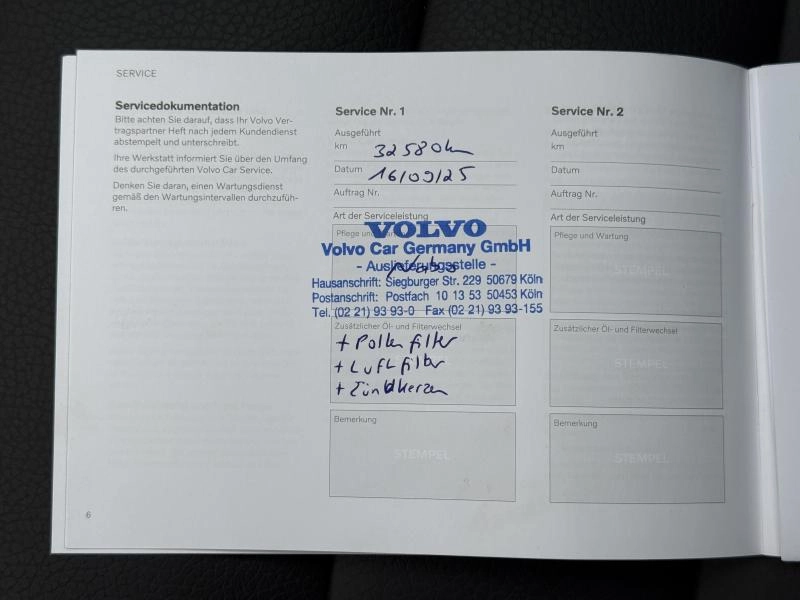 SERVICE
Servicedokumentation
Bitte achten Sie darauf, dass Ihr Volvo Ver-
tragspartner Heft nach jedem Kundendienst
abstempelt und unterschreibt.
Ihre Werkstatt informiert Sie über den Umfang
des durchgeführten Volvo Car Service.
Denken Sie daran, einen Wartungsdienst
gemäß den Wartungsintervallen durchzufüh-
ren.
Service Nr. 1
Ausgeführt
km 32580km
Datum 16/09/25
Auftrag Nr.
Art der Serviceleistung
Pflege und Wartung
VOLVO
Volvo Car Germany GmbH
- Auslieferungsstelle -
Hausanschrift: Siegburger Str. 229 50679 Köln
Postanschrift: Postfach 10 13 53 50453 Köln
Tel. (02 21) 93 93-0 Fax (02 21) 93 93-155
Zusätzlicher Öl- und Filterwechsel
+ Pollenfilter
+ Luftfilter
+ Zündkerzen
Bemerkung
STEMPEL
Service Nr. 2
Ausgeführt
km
Datum
Auftrag Nr.
Art der Serviceleistung
Pflege und Wartung
STEMPEL
Zusätzlicher Öl- und Filterwechsel
STEMPEL
Bemerkung
STEMPEL
6